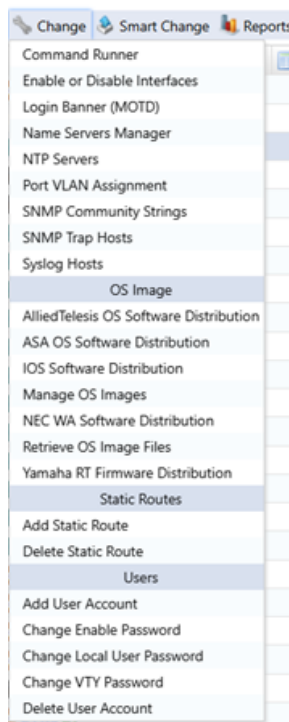 Change Smart Change Reports
Command Runner
Enable or Disable Interfaces
Login Banner (MOTD)
Name Servers Manager
NTP Servers
Port VLAN Assignment
SNMP Community Strings
SNMP Trap Hosts
Syslog Hosts
OS Image
AlliedTelesis OS Software Distribution
ASA OS Software Distribution
IOS Software Distribution
Manage OS Images
NEC WA Software Distribution
Retrieve OS Image Files
Yamaha RT Firmware Distribution
Static Routes
Add Static Route
Delete Static Route
Users
Add User Account
Change Enable Password
Change Local User Password
Change VTY Password
Delete User Account